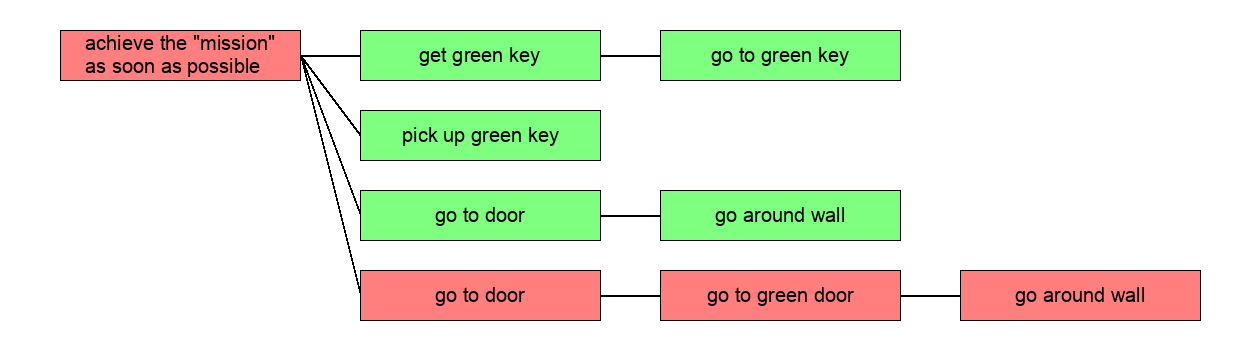 achieve the "mission"
as soon as possible
get green key
go to green key
pick up green key
go to door
go around wall
go to door
go to green door
go around wall